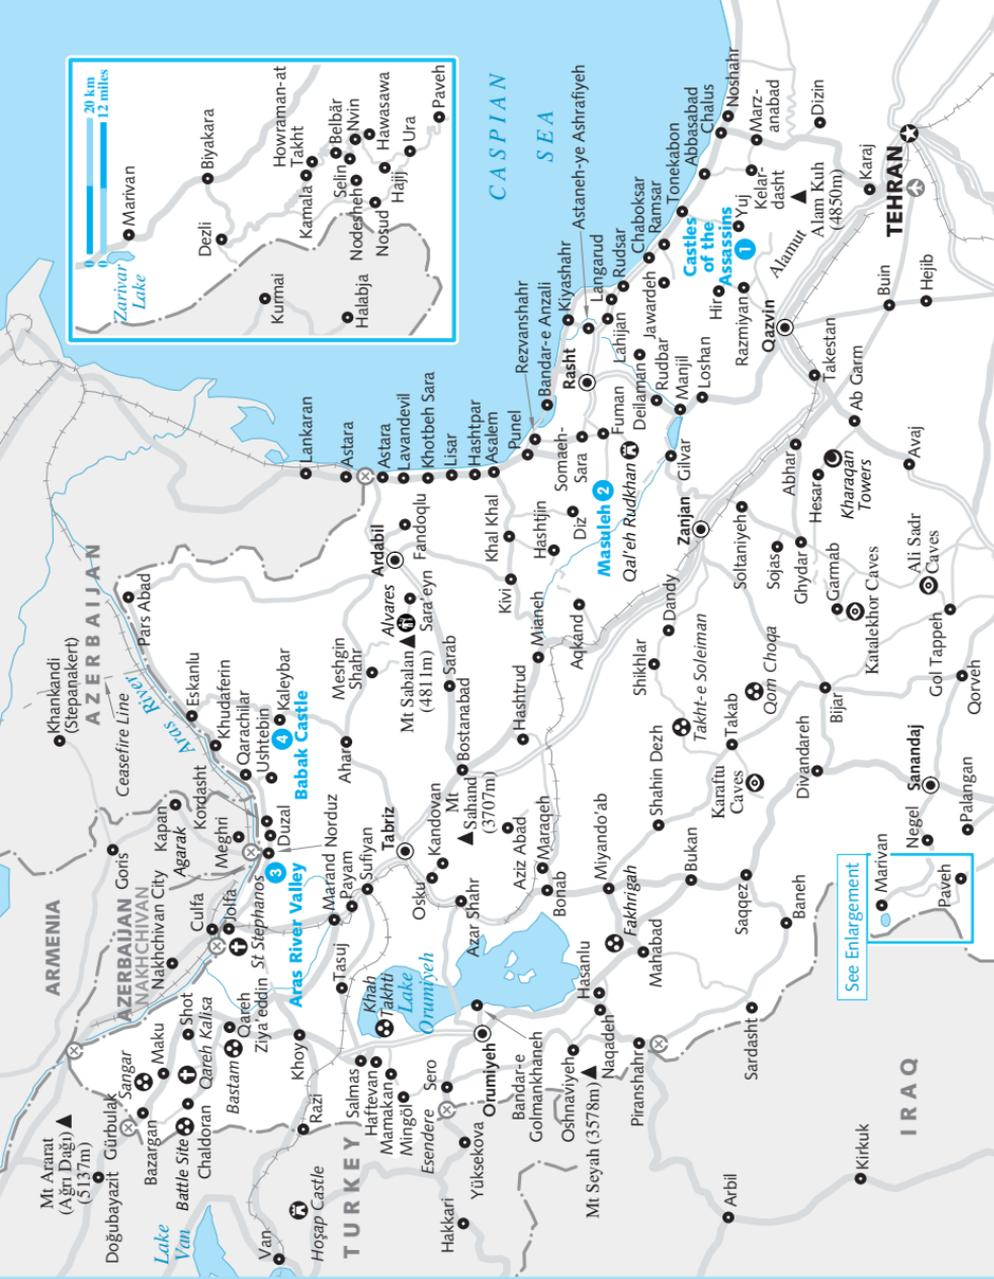 CASPIAN
SEA
0
20 km
0
12 miles
Zarivar
Lake
Marivan
Biyakara
Dezli
Howraman-at
Takht
Kamala
Selin
Belbar
Nvin
Nodesheh
Hawasawa
Nosud
Hajij
Ura
Paveh
Kumai
Halabja
Mt Ararat
(Ağrı Dağı)
(5137m)
ARMENIA
AZERBAIJAN
NAKHCHIVAN
AZERBAIJAN
Khankandi
(Stepanakert)
Ceasefire Line
Goris
Kapan
Agarak
Kordasht
Meghri
Nakhchivan City
Culfa
Jolfa
St Stephanos
Aras River
Aras River Valley
3
Norduz
Duzal
Ushtebin
Qarachilar
Khudaferin
Eskanlu
Kaleybar
4
Babak Castle
Pars Abad
Lankaran
Astara
Astara
Lavandevil
Khotbeh Sara
Lisar
Hashtpar
Asalem
Punel
Rezvanshahr
Bandar-e Anzali
Kiyashahr
Astaneh-ye Ashrafiyeh
Langarud
Rudsar
Chaboksar
Ramsar
Tonekabon
Abbasabad
Chalus
Noshahr
Marz-
anabad
Dizin
Kelar-
dasht
Alam Kuh
(4850m)
Karaj
TEHRAN
Castles
of the
Assassins
1
Yuj
Alamut
Hir
Razmiyan
Qazvin
Buin
Hejib
Jawardeh
Lahijan
Rasht
Deilaman
Rudbar
Manjil
Loshan
Takestan
Ab Garm
Fuman
Somaeh-
Sara
Qal'eh Rudkhan
Gilvar
Masuleh
2
Diz
Hashtjin
Khal Khal
Kivi
Ardabil
Fandoqlu
Alvares
Sara'eyn
Mt Sabalan
(4811m)
Meshgin
Shahr
Sarab
Ahar
Bostanabad
Hashtrud
Mianeh
Aqkand
Zanjan
Soltaniyeh
Sojas
Ghydar
Abhar
Hesar
Kharaqan
Towers
Avaj
Ali Sadr
Caves
Garmab
Katalekhor Caves
Gol Tappeh
Qorveh
Dandy
Shikhlar
Takht-e Soleiman
Takab
Qom Choqa
Bijar
Divandareh
Karaftu
Caves
Shahin Dezh
Sanandaj
Negel
Palangan
Marivan
Paveh
See Enlargement
Baneh
Saqqez
Bukan
Miyando'ab
Fakhrigah
Mahabad
Maraqeh
Bonab
Aziz Abad
Mt
Sahand
(3707m)
Kandovan
Osku
Azar Shahr
Tabriz
Sufiyan
Payam
Marand
Tasuj
Khah
Takhti
Lake
Orumiyeh
Hasanlu
Naqadeh
Piranshahr
Sardasht
Oshnaviyeh
Mt Seyah (3578m)
Bandar-e
Golmankhaneh
Orumiyeh
Sero
Esendere
Mingöl
Mamakan
Haftevan
Salmas
Khoy
Razi
Qareh
Ziya'eddin
Bastam
Qareh Kalisa
Shot
Maku
Sangar
Bazargan
Battle Site
Chaldoran
Gürbulak
Doğubayazıt
Lake
Van
Van
Hoşap Castle
TURKEY
Hakkari
Yüksekova
IRAQ
Arbil
Kirkuk